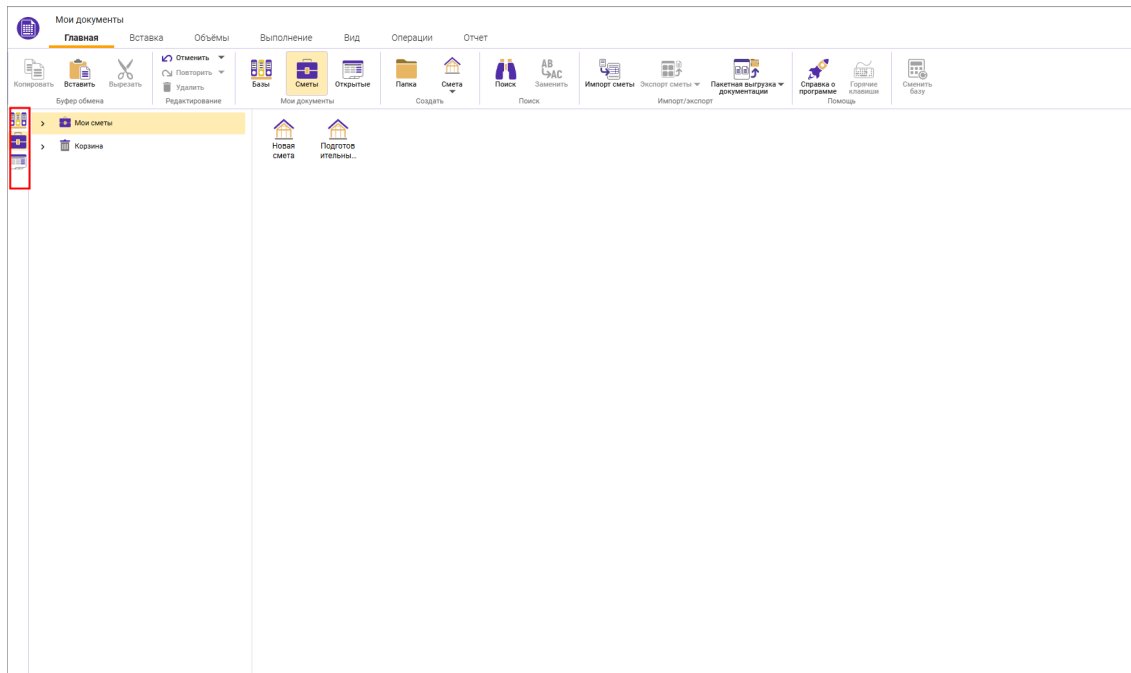 Мои документы
Главная Вставка Объёмы Выполнение Вид Операции Отчет
Копировать Вставить Вырезать
Буфер обмена
Отменить
Повторить
Удалить
Редактирование
Базы Сметы Открытые
Мои документы
Папка Смета
Создать
Поиск Заменить
AB
AC
Поиск
Импорт сметы Экспорт сметы Пакетная выгрузка
документации
Импорт/экспорт
Справка о
программе
Горячие
клавиши
Помощь
Сменить
базу
Мои сметы
Корзина
Новая
смета
Подготов
ительны...